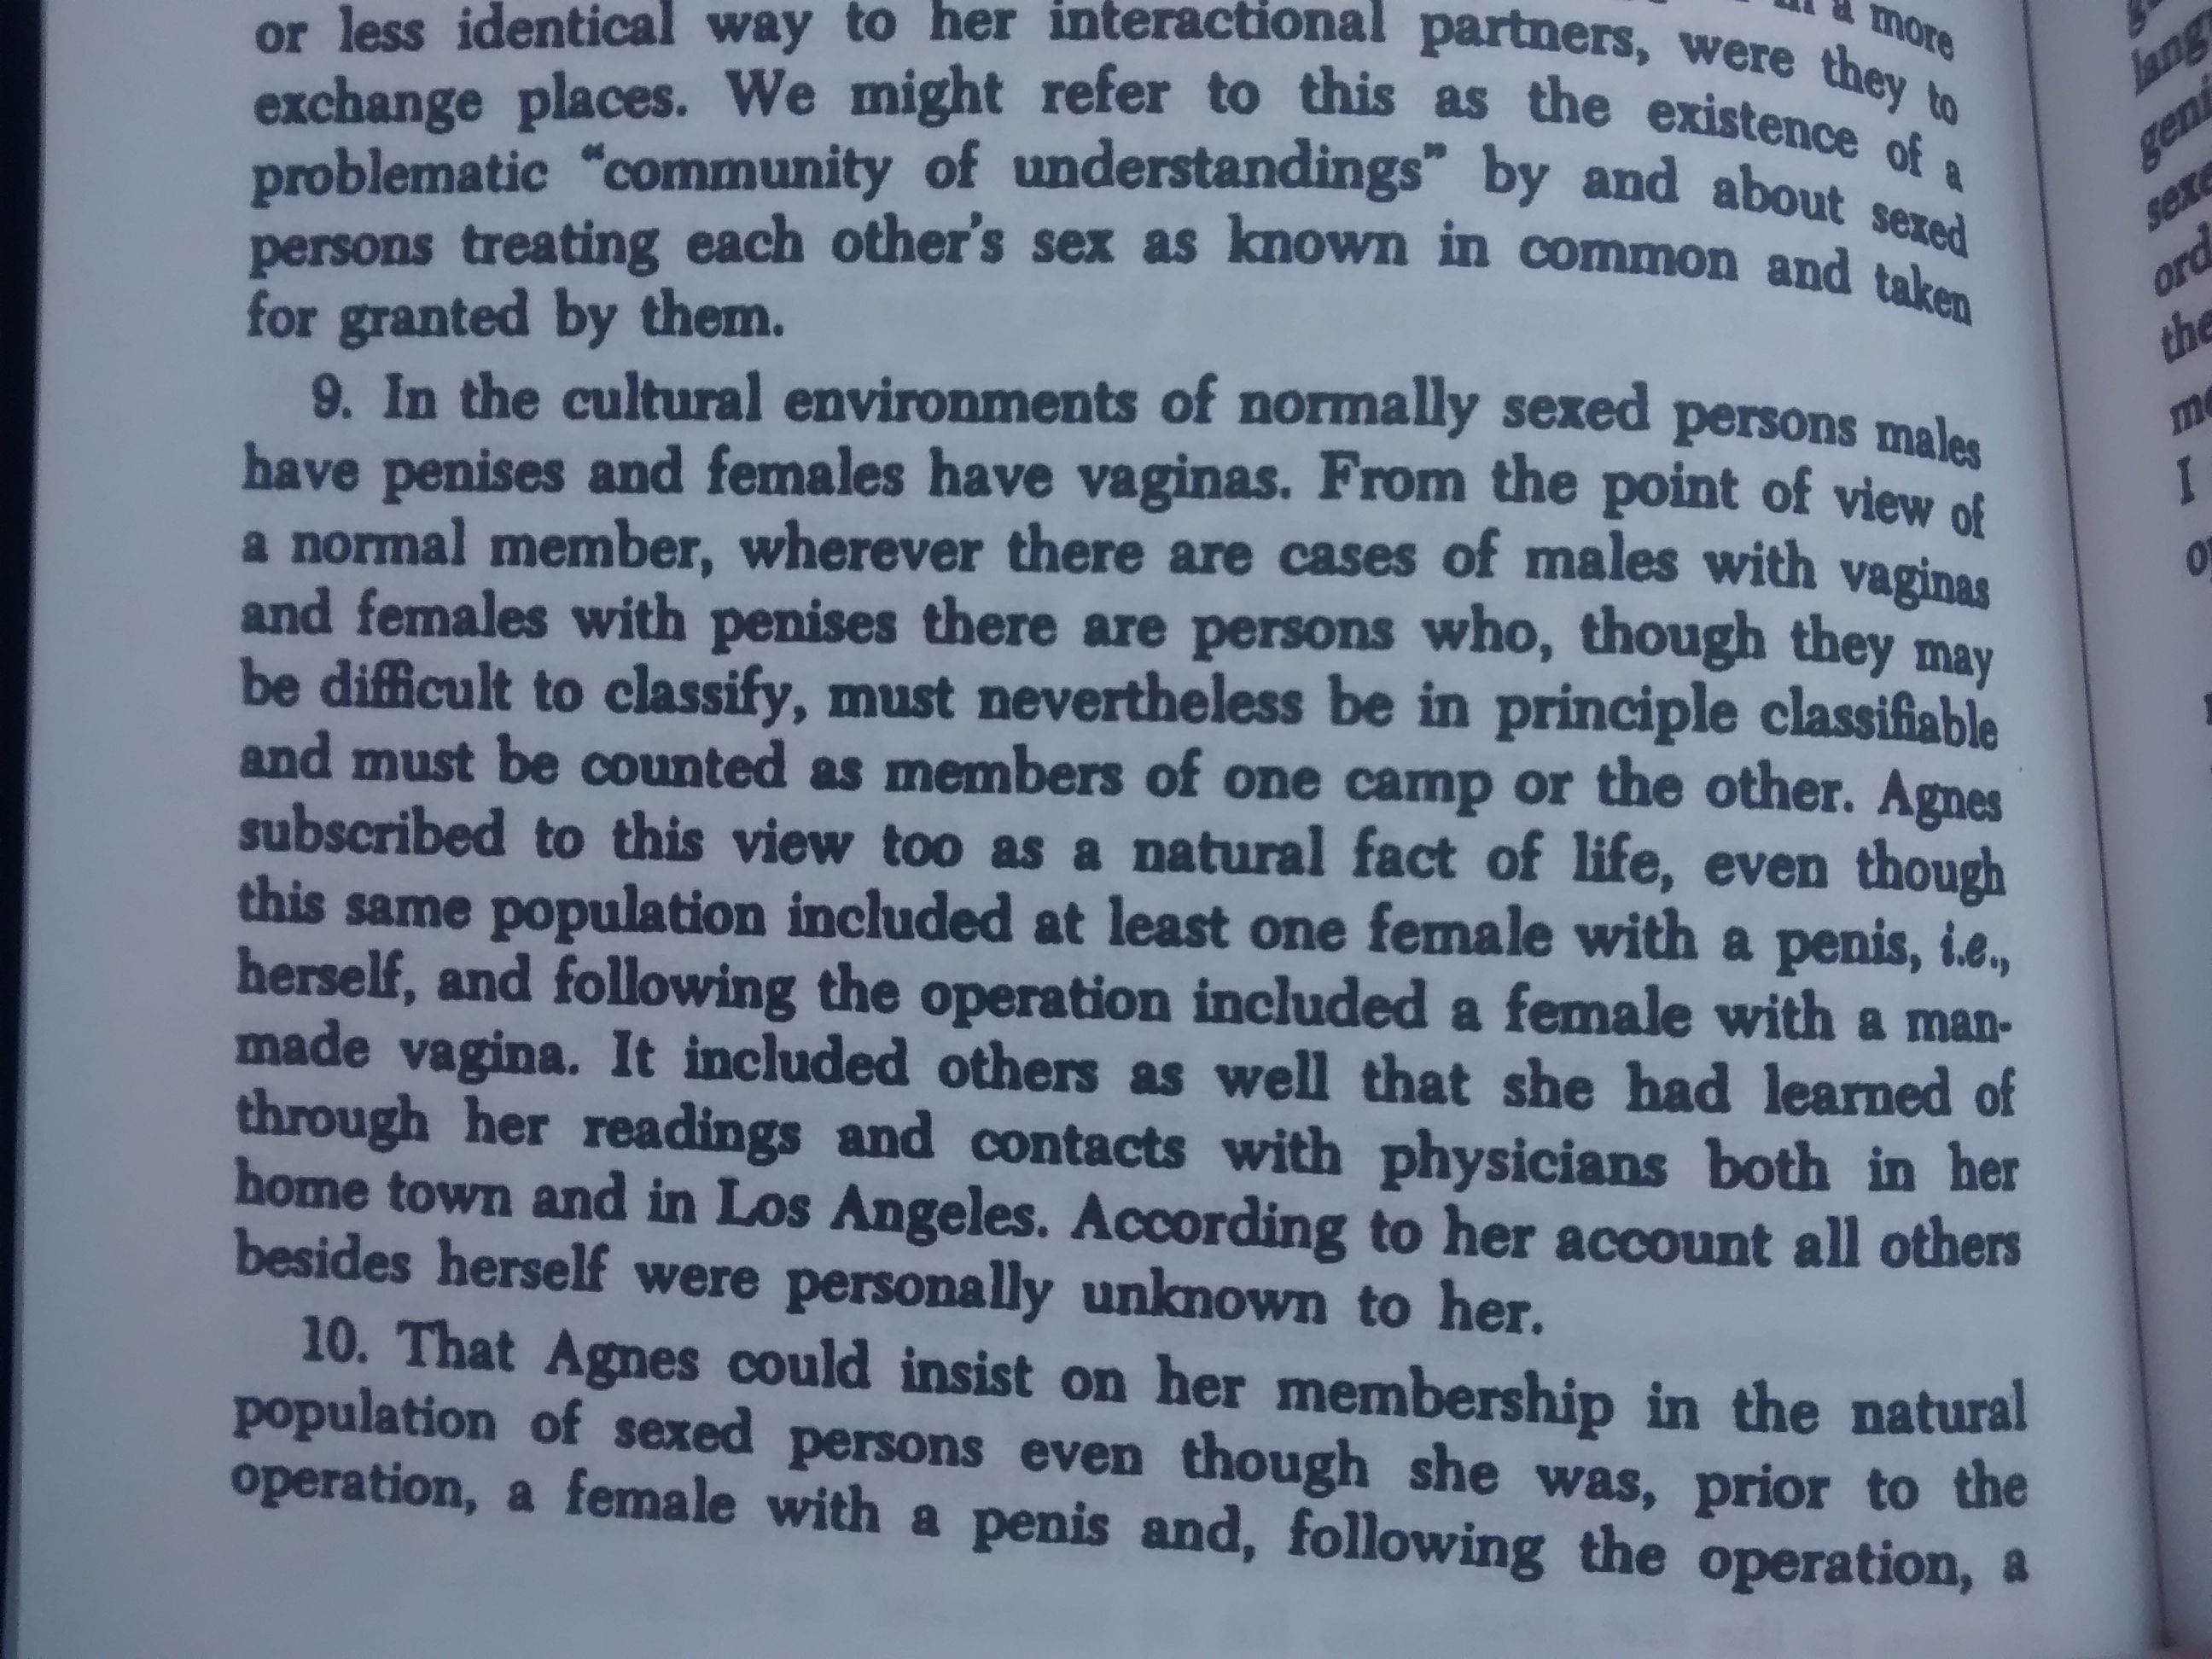 a more
or less identical way to her interactional partners, were they to
exchange places. We might refer to this as the existence of a
problematic “community of understandings” by and about sexed
persons treating each other's sex as known in common and taken
for granted by them.
9. In the cultural environments of normally sexed persons males
have penises and females have vaginas. From the point of view of
a normal member, wherever there are cases of males with vaginas
and females with penises there are persons who, though they may
be difficult to classify, must nevertheless be in principle classifiable
and must be counted as members of one camp or the other. Agnes
subscribed to this view too as a natural fact of life, even though
this same population included at least one female with a penis, i.e.,
herself, and following the operation included a female with a man-
made vagina. It included others as well that she had learned of
through her readings and contacts with physicians both in her
home town and in Los Angeles. According to her account all others
besides herself were personally unknown to her.
10. That Agnes could insist on her membership in the natural
population of sexed persons even though she was, prior to the
operation, a female with a penis and, following the operation, a